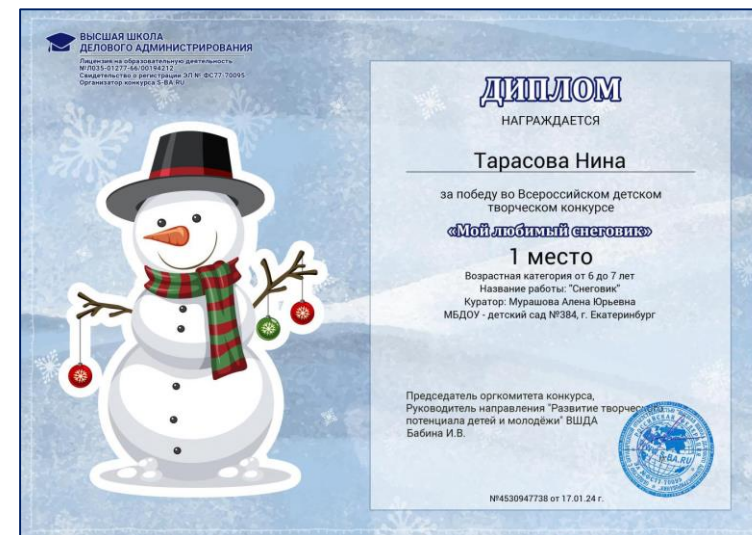 ВЫСШАЯ ШКОЛА
ДЕЛОВОГО АДМИНИСТРИРОВАНИЯ
Лицензия на образовательную деятельность
№Л035-01277-66/00194212
Свидетельство о регистрации ЭЛ № ФС77-70095
Организатор конкурса S-BA.RU
ДИПЛОМ
НАГРАЖДАЕТСЯ
Тарасова Нина
за победу во Всероссийском детском
творческом конкурсе
«Мой любимый снеговик»
1 место
Возрастная категория от 6 до 7 лет
Название работы: "Снеговик"
Куратор: Мурашова Алена Юрьевна
МБДОУ - детский сад №384, г. Екатеринбург
Председатель оргкомитета конкурса,
Руководитель направления "Развитие творческого
потенциала детей и молодёжи" ВШДА
Бабина И.В.
S-BA.RU
№4530947738 от 17.01.24 г.